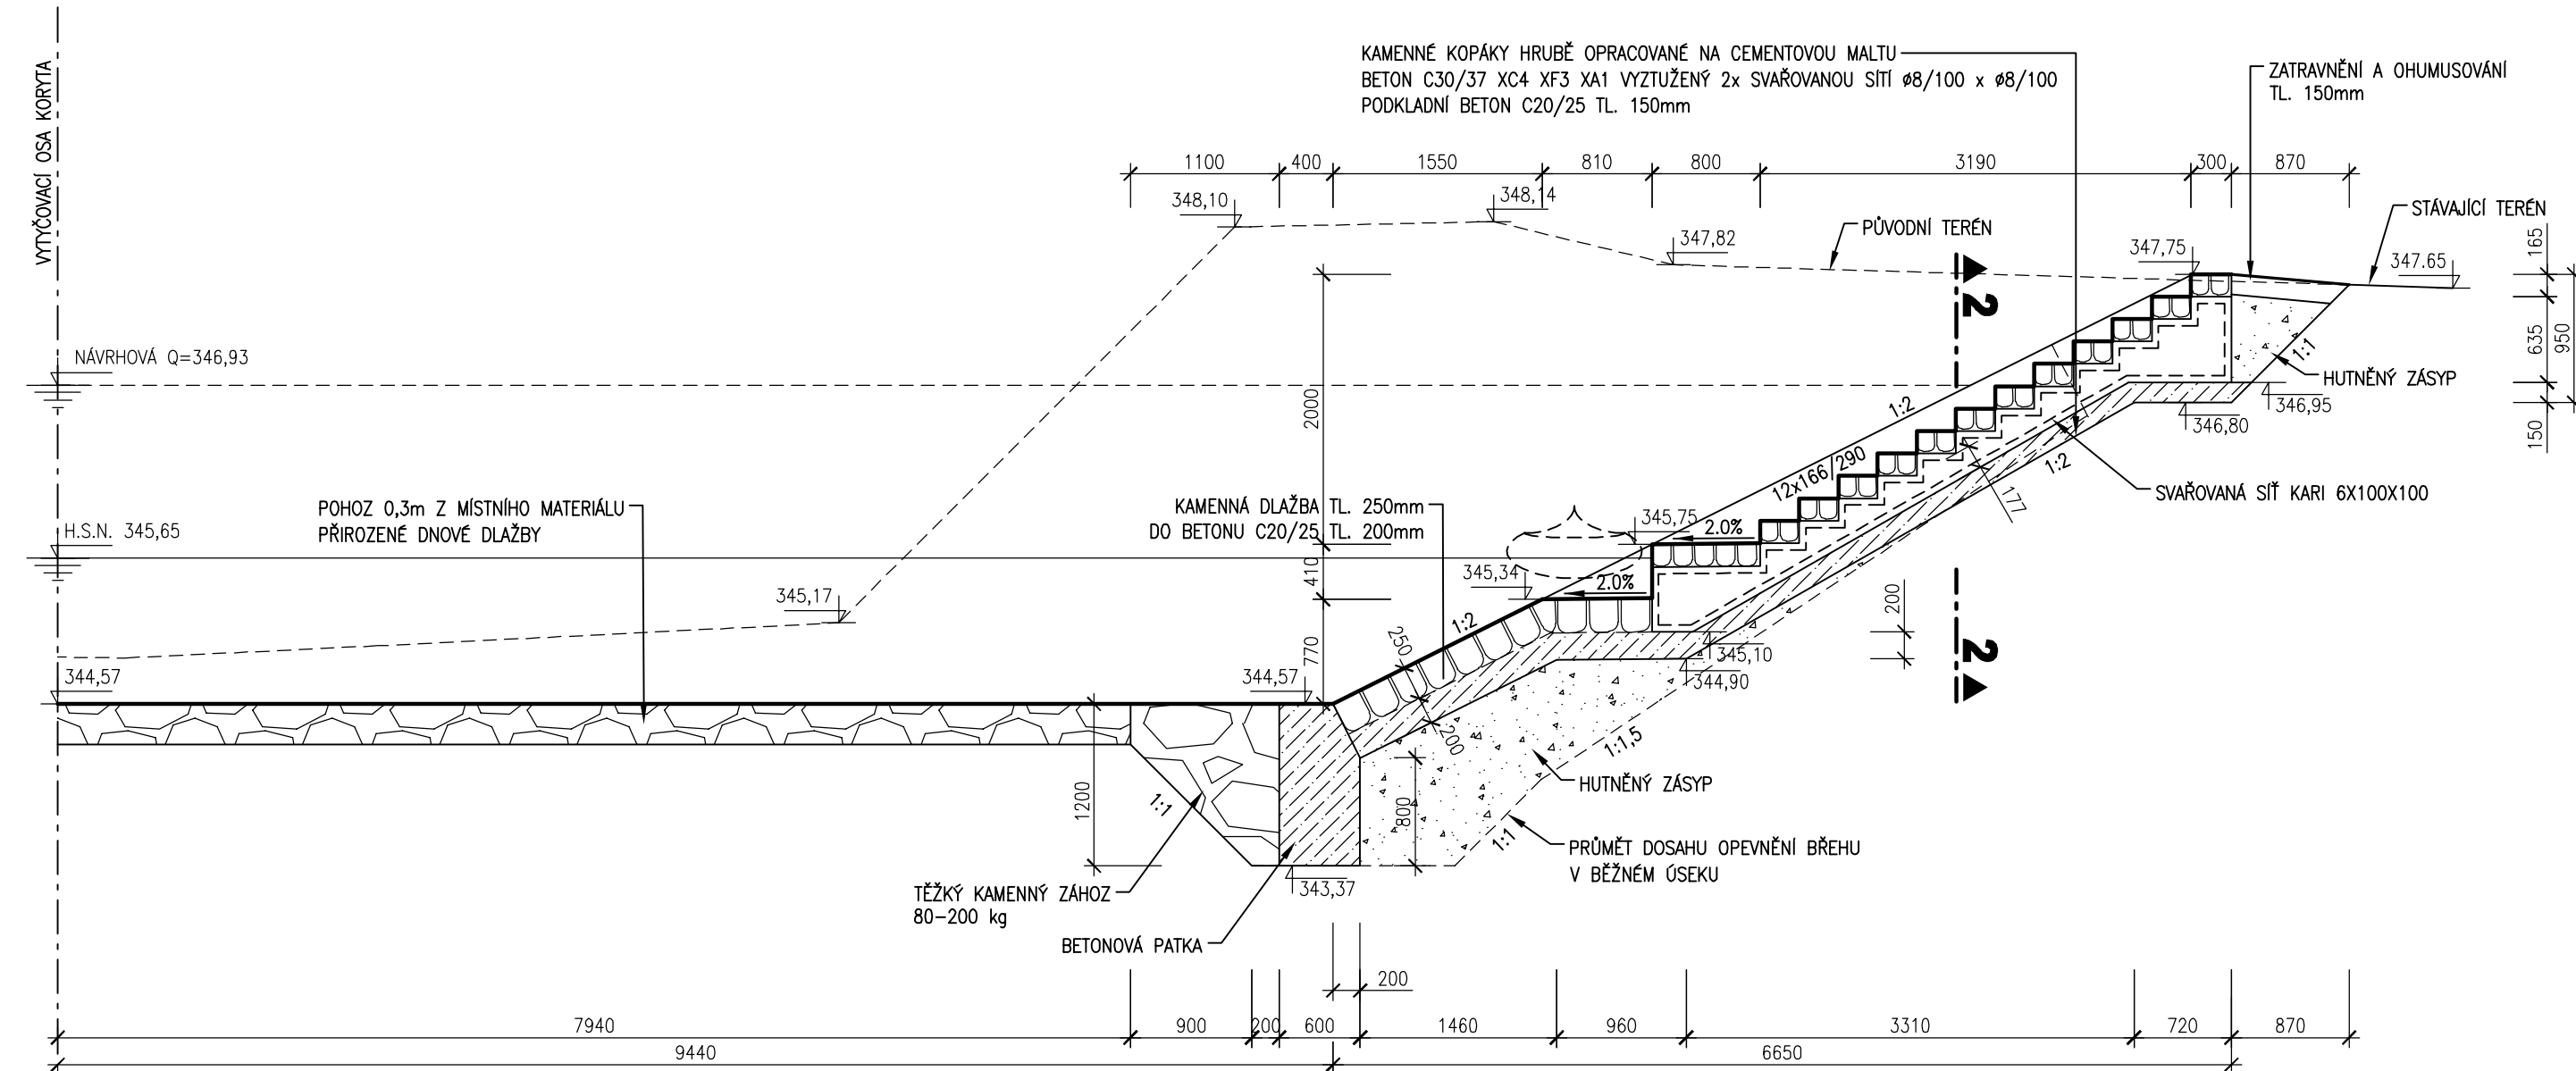 VYTYČOVACÍ OSA KORYTA
KAMENNÉ KOPÁKY HRUBĚ OPRACOVANÉ NA CEMENTOVOU MALTU
BETON C30/37 XC4 XF3 XA1 VYZTUŽENÝ 2x SVAŘOVANOU SÍTÍ ø8/100 x ø8/100
PODKLADNÍ BETON C20/25 TL. 150mm
ZATRAVNĚNÍ A OHUMUSOVÁNÍ
TL. 150mm
1100
400
1550
810
800
3190
300
870
348,10
348,14
347,82
PŮVODNÍ TERÉN
347,75
STÁVAJÍCÍ TERÉN
347.65
165
635
950
150
2
NÁVRHOVÁ Q=346,93
2000
1:2
1:1
HUTNĚNÝ ZÁSYP
346,95
346,80
12x166/290
1:2
177
SVAŘOVANÁ SÍŤ KARI 6X100X100
POHOZ 0,3m Z MÍSTNÍHO MATERIÁLU
PŘIROZENÉ DNOVÉ DLAŽBY
KAMENNÁ DLAŽBA TL. 250mm
DO BETONU C20/25 TL. 200mm
H.S.N. 345,65
345,75
2.0%
410
345,34
2.0%
345,17
1:2
250
770
200
345,10
344,90
2
344,57
344,57
200
1:1,5
1200
1:1
800
HUTNĚNÝ ZÁSYP
1:1
PRŮMĚT DOSAHU OPEVNĚNÍ BŘEHU
V BĚŽNÉM ÚSEKU
343,37
TĚŽKÝ KAMENNÝ ZÁHOZ
80-200 kg
BETONOVÁ PATKA
200
7940
900
200
600
1460
960
3310
720
870
9440
6650